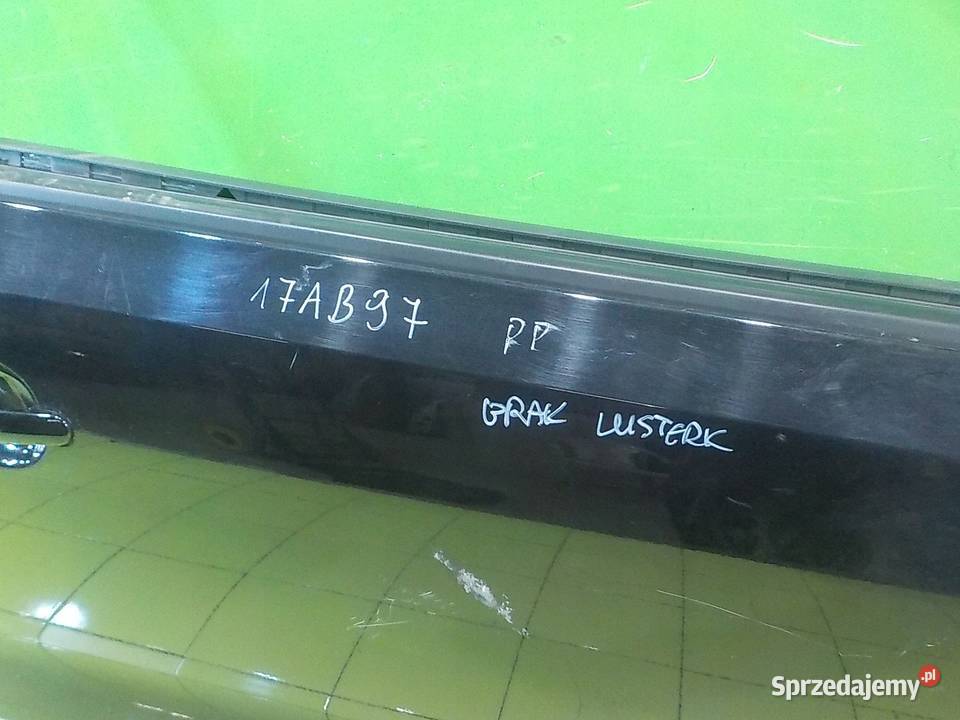 17AB97 PP
BRAK LUSTERK
Sprzedajemy.pl